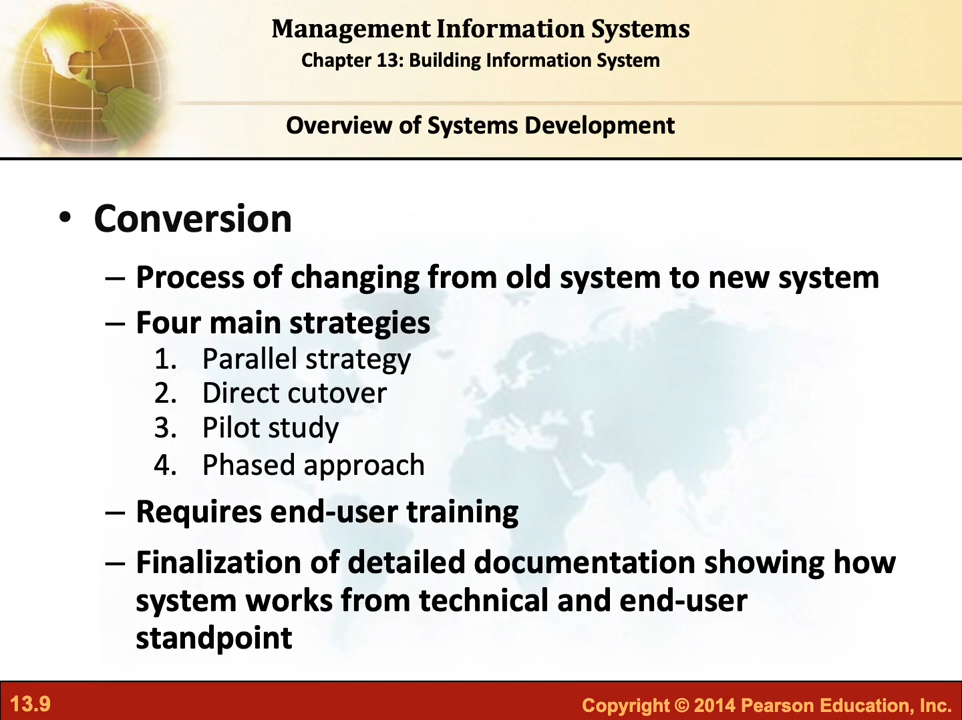 Management Information Systems
Chapter 13: Building Information System
Overview of Systems Development
• Conversion
– Process of changing from old system to new system
– Four main strategies
1. Parallel strategy
2. Direct cutover
3. Pilot study
4. Phased approach
– Requires end-user training
– Finalization of detailed documentation showing how
system works from technical and end-user
standpoint
13.9
Copyright © 2014 Pearson Education, Inc.